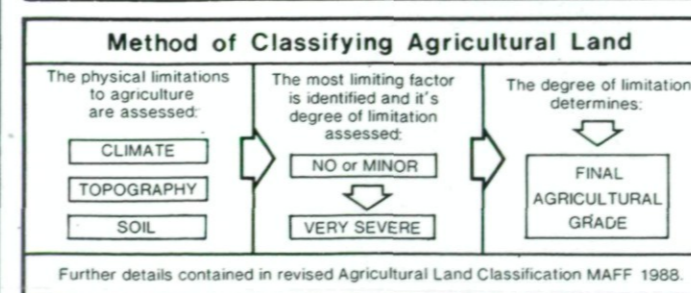 Method of Classifying Agricultural Land
The physical limitations
to agriculture
are assessed:
CLIMATE
TOPOGRAPHY
SOIL
The most limiting factor
is identified and it's
degree of limitation
assessed:
NO or MINOR
VERY SEVERE
The degree of limitation
determines:
FINAL
AGRICULTURAL
GRADE
Further details contained in revised Agricultural Land Classification MAFF 1988.